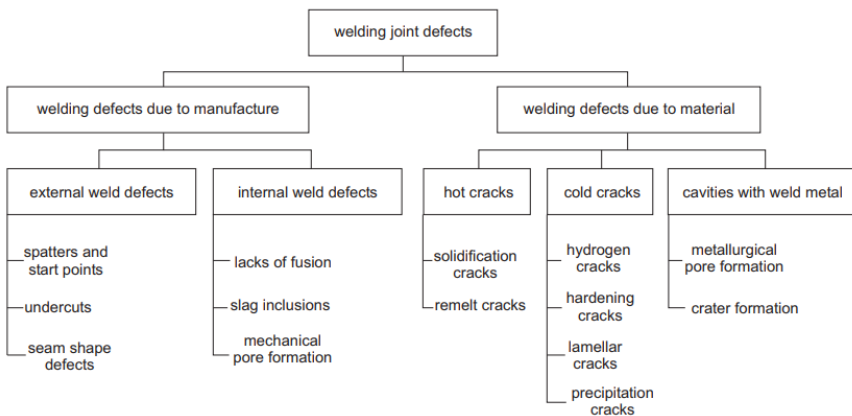 welding joint defects
welding defects due to manufacture
welding defects due to material
external weld defects
internal weld defects
hot cracks
cold cracks
cavities with weld metal
spatters and
start points
undercuts
seam shape
defects
lacks of fusion
slag inclusions
mechanical
pore formation
solidification
cracks
remelt cracks
hydrogen
cracks
hardening
cracks
lamellar
cracks
precipitation
cracks
metallurgical
pore formation
crater formation